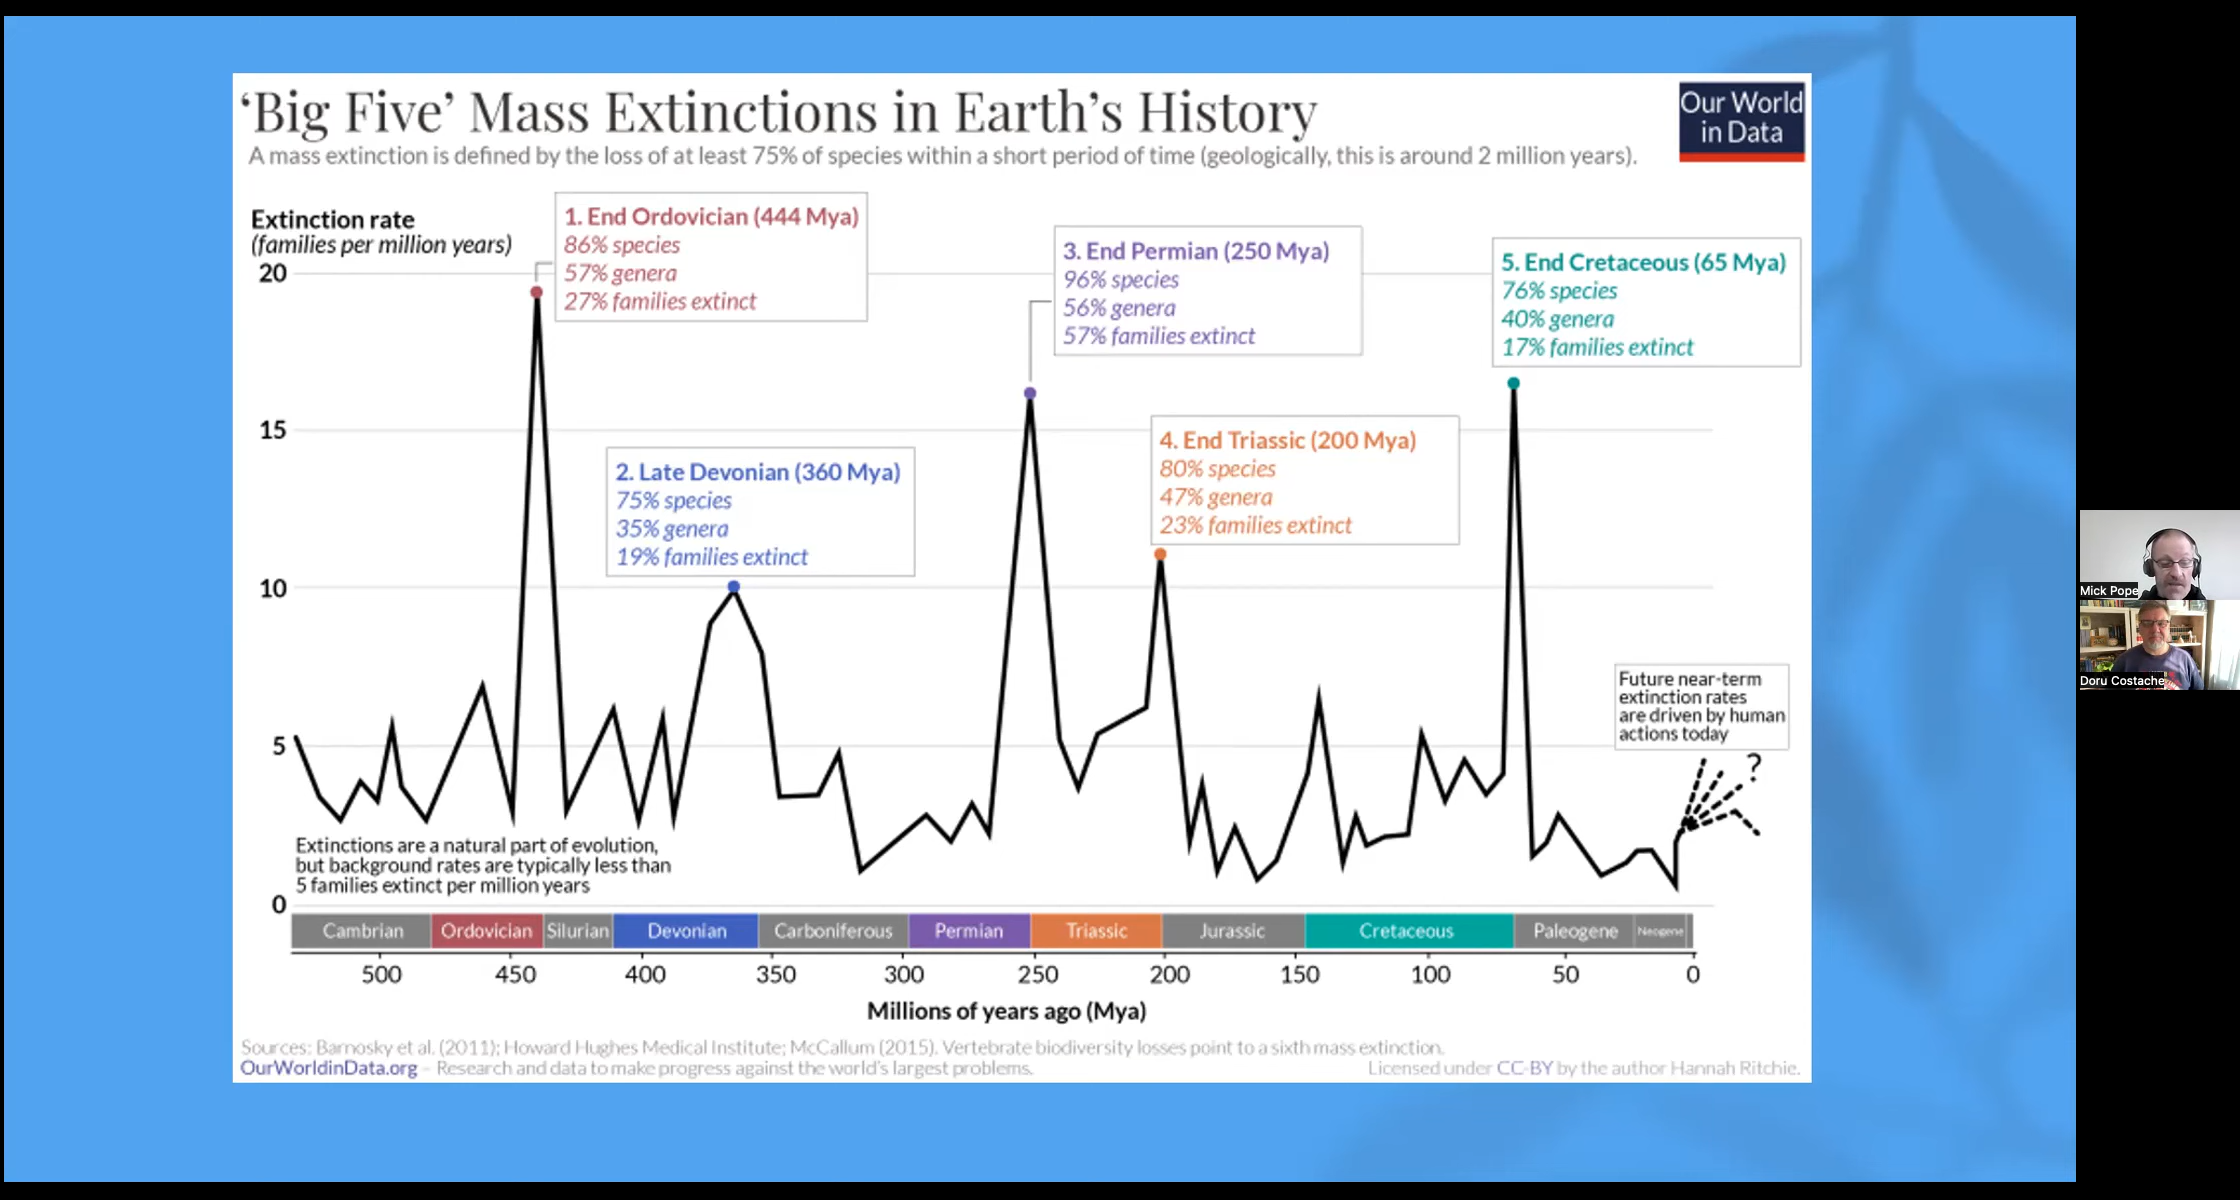 ‘Big Five’ Mass Extinctions in Earth’s History
Our World
in Data
A mass extinction is defined by the loss of at least 75% of species within a short period of time (geologically, this is around 2 million years).
Extinction rate
(families per million years)
1. End Ordovician (444 Mya)
86% species
57% genera
27% families extinct
3. End Permian (250 Mya)
96% species
56% genera
57% families extinct
5. End Cretaceous (65 Mya)
76% species
40% genera
17% families extinct
2. Late Devonian (360 Mya)
75% species
35% genera
19% families extinct
4. End Triassic (200 Mya)
80% species
47% genera
23% families extinct
20
15
10
5
0
Future near-term
extinction rates
are driven by human
actions today
?
Extinctions are a natural part of evolution,
but background rates are typically less than
5 families extinct per million years
Cambrian Ordovician Silurian Devonian Carboniferous Permian Triassic Jurassic Cretaceous Paleogene Neogene
500 450 400 350 300 250 200 150 100 50 0
Millions of years ago (Mya)
Sources: Barnosky et al. (2011); Howard Hughes Medical Institute; McCallum (2015). Vertebrate biodiversity losses point to a sixth mass extinction.
OurWorldinData.org – Research and data to make progress against the world’s largest problems.
Licensed under CC-BY by the author Hannah Ritchie.
Mick Pope
Doru Costache